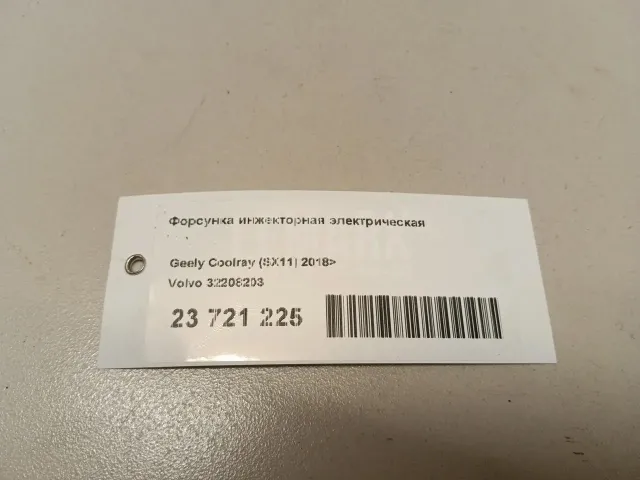 Форсунка инжекторная электрическая
Geely Coolray (SX11) 2018>
Volvo 32208203
23 721 225